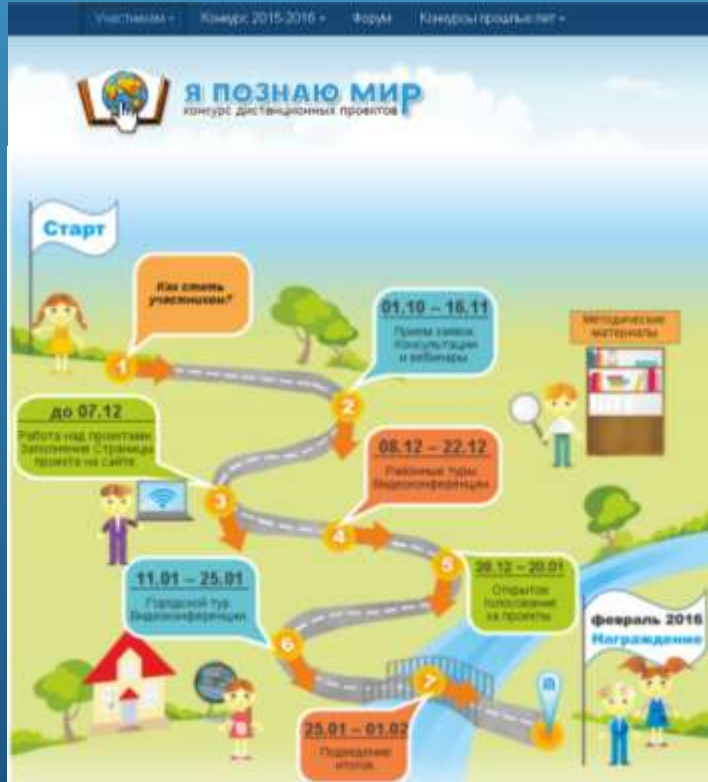 Участникам
Конкурс 2015-2016
Форум
Конкурсы прошлых лет
Я ПОЗНАЮ МИР
конкурс дистанционных проектов
Старт
1
Как стать
участником?
01.10 – 16.11
Прием заявок.
Консультации
и вебинары
2
Методические
материалы
до 07.12
Работа над проектами.
Заполнение Страницы
проекта на сайте.
3
08.12 – 22.12
Районные туры.
Видеоконференции.
4
5
20.01
Открытое
голосование
за проекты
11.01 – 25.01
Городской тур.
Видеоконференции.
6
7
25.01 – 01.02
Подведение
итогов.
февраль 2016
Награждение